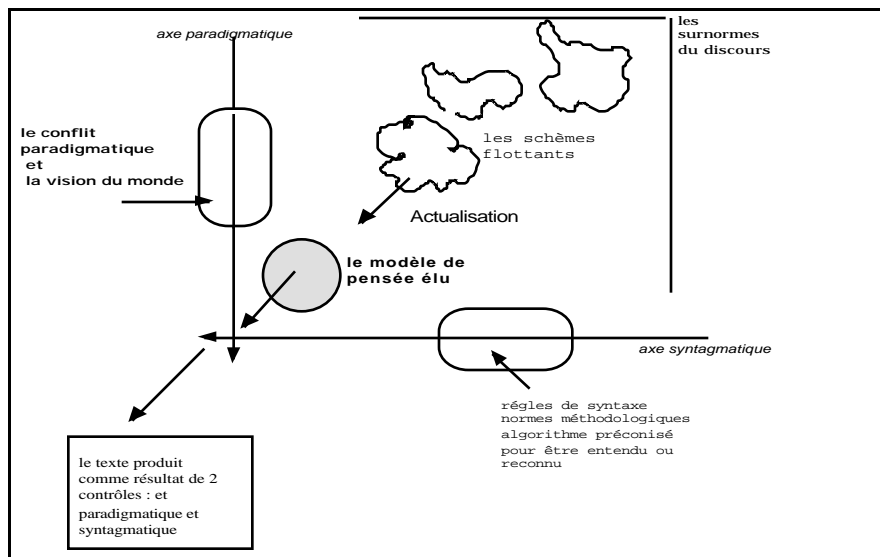 axe paradigmatique
les
surnormes
du discours
le conflit
paradigmatique
et
la vision du monde
les schèmes
flottants
Actualisation
le modèle de
pensée élu
axe syntagmatique
régles de syntaxe
normes méthodologiques
algorithme préconisé
pour être entendu ou
reconnu
le texte produit
comme résultat de 2
contrôles : et
paradigmatique et
syntagmatique